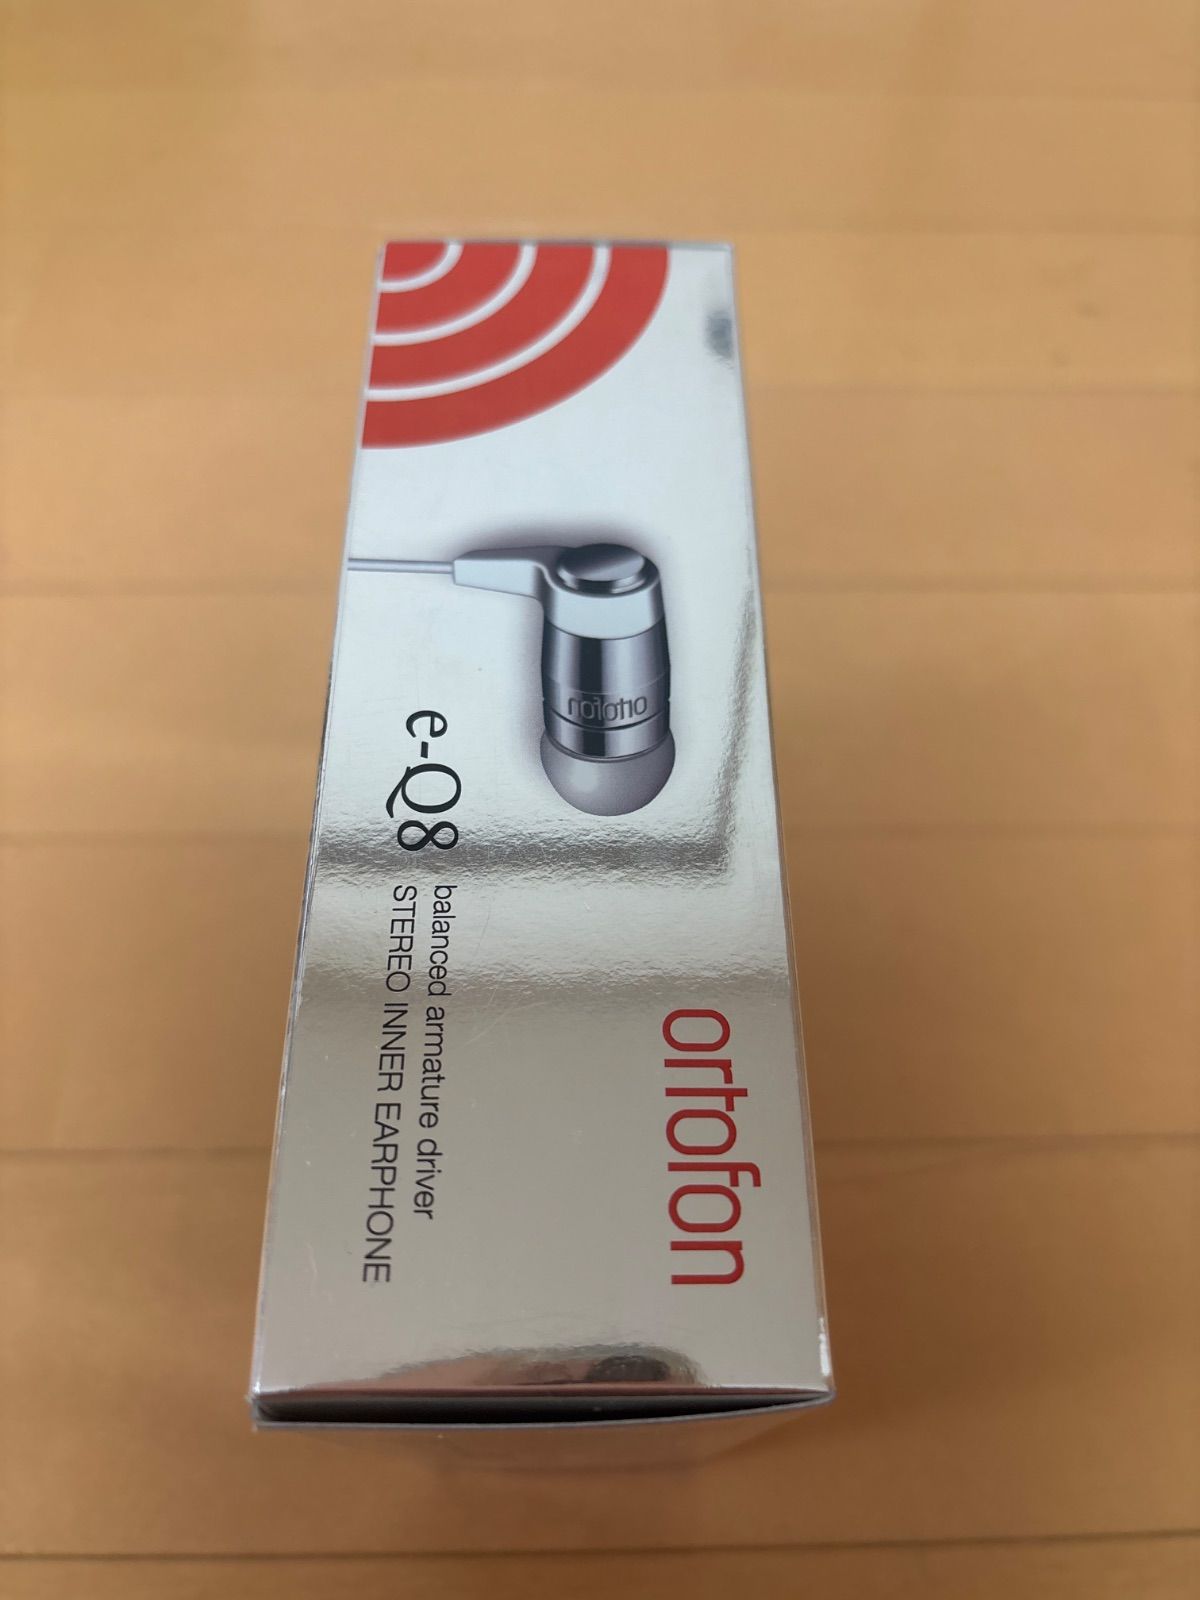 ortofon
ortofon
e-Q8
balanced armature driver
STEREO INNER EARPHONE